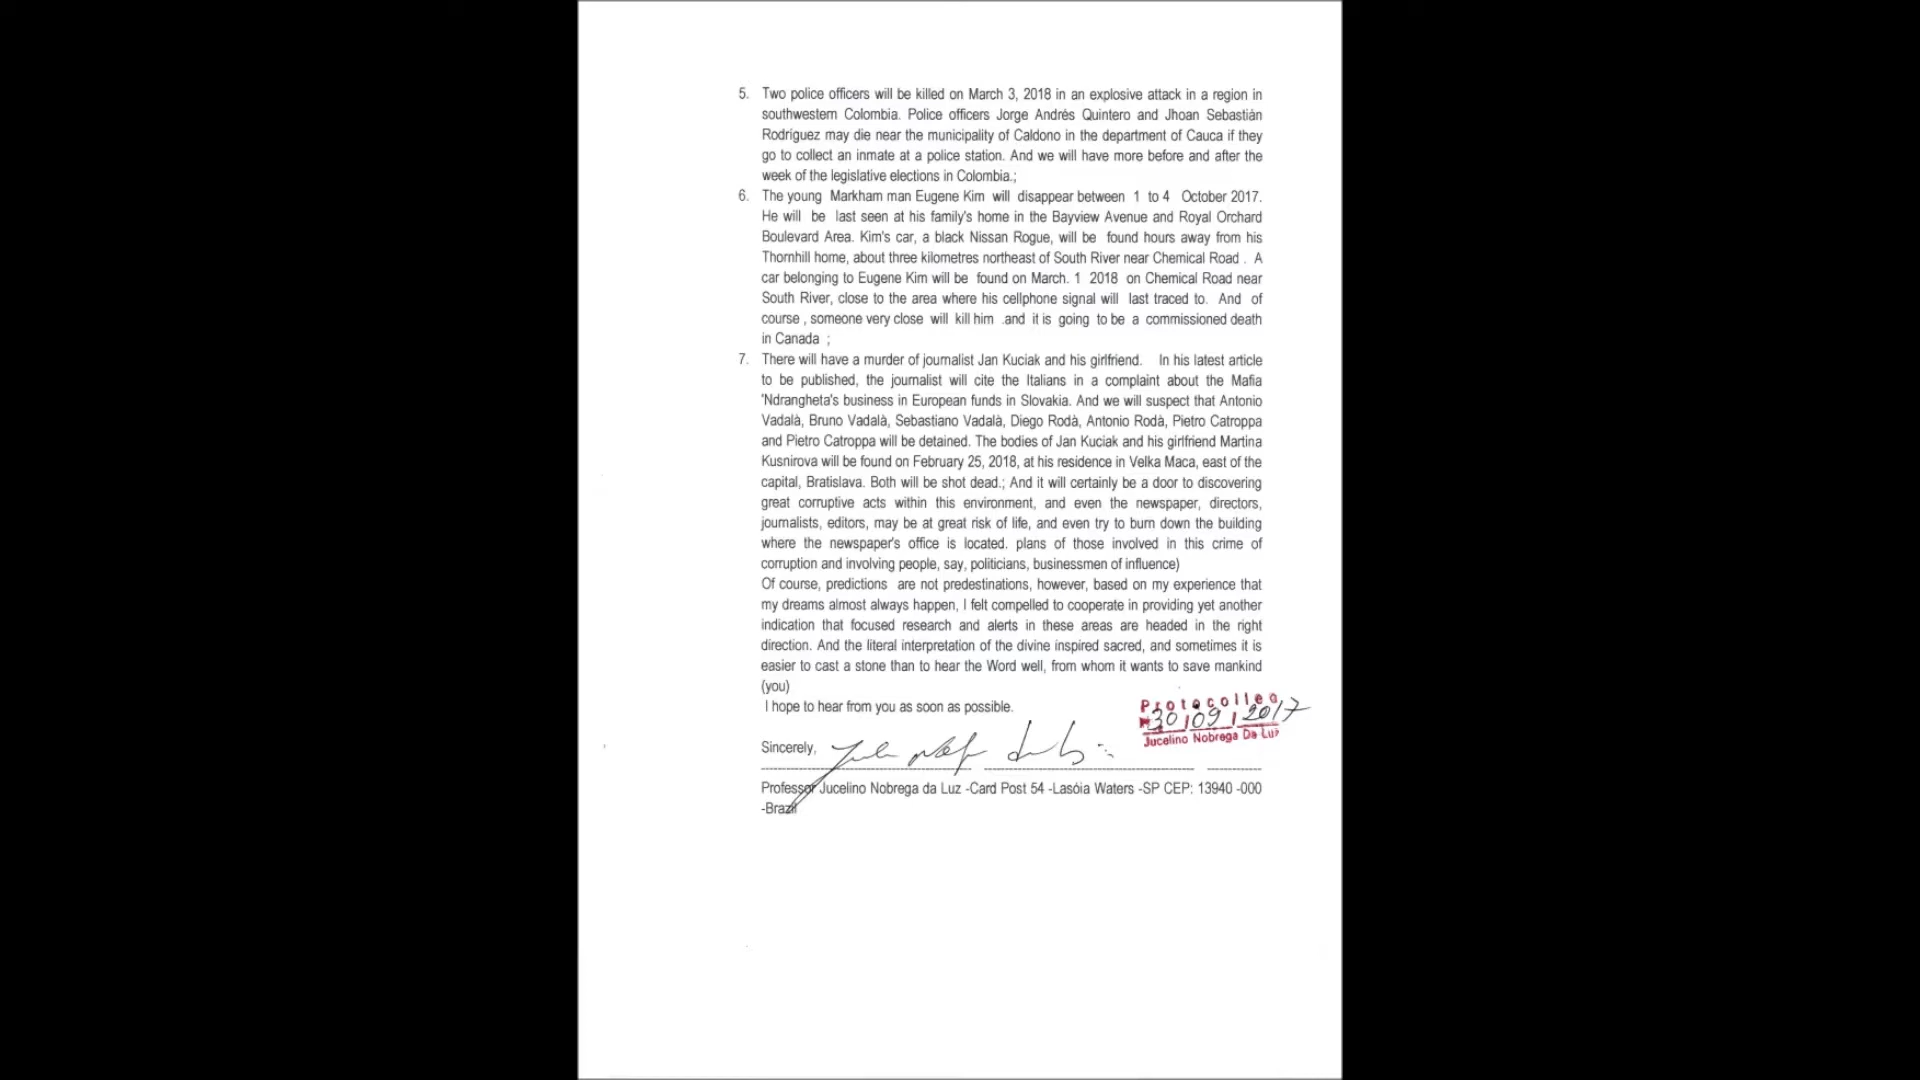 5. Two police officers will be killed on March 3, 2018 in an explosive attack in a region in
southwestern Colombia. Police officers Jorge Andrés Quintero and Jhoan Sebastián
Rodríguez may die near the municipality of Caldono in the department of Cauca if they
go to collect an inmate at a police station. And we will have more before and after the
week of the legislative elections in Colombia.;
6. The young Markham man Eugene Kim will disappear between 1 to 4 October 2017.
He will be last seen at his family's home in the Bayview Avenue and Royal Orchard
Boulevard Area. Kim's car, a black Nissan Rogue, will be found hours away from his
Thornhill home, about three kilometres northeast of South River near Chemical Road . A
car belonging to Eugene Kim will be found on March. 1 2018 on Chemical Road near
South River, close to the area where his cellphone signal will last traced to. And of
course , someone very close will kill him .and it is going to be a commissioned death
in Canada ;
7. There will have a murder of journalist Jan Kuciak and his girlfriend. In his latest article
to be published, the journalist will cite the Italians in a complaint about the Mafia
'Ndrangheta's business in European funds in Slovakia. And we will suspect that Antonio
Vadalà, Bruno Vadalà, Sebastiano Vadalà, Diego Rodà, Antonio Rodà, Pietro Catroppa
and Pietro Catroppa will be detained. The bodies of Jan Kuciak and his girlfriend Martina
Kusnirova will be found on February 25, 2018, at his residence in Velka Maca, east of the
capital, Bratislava. Both will be shot dead.; And it will certainly be a door to discovering
great corruptive acts within this environment, and even the newspaper, directors,
journalists, editors, may be at great risk of life, and even try to burn down the building
where the newspaper's office is located. plans of those involved in this crime of
corruption and involving people, say, politicians, businessmen of influence)
Of course, predictions are not predestinations, however, based on my experience that
my dreams almost always happen, I felt compelled to cooperate in providing yet another
indication that focused research and alerts in these areas are headed in the right
direction. And the literal interpretation of the divine inspired sacred, and sometimes it is
easier to cast a stone than to hear the Word well, from whom it wants to save mankind
(you)
I hope to hear from you as soon as possible.
Protocolled
30/09/2017
Jucelino Nobrega Da Luz
Sincerely,
Professor Jucelino Nobrega da Luz -Card Post 54 -Lasóia Waters -SP CEP: 13940 -000
-Brazil